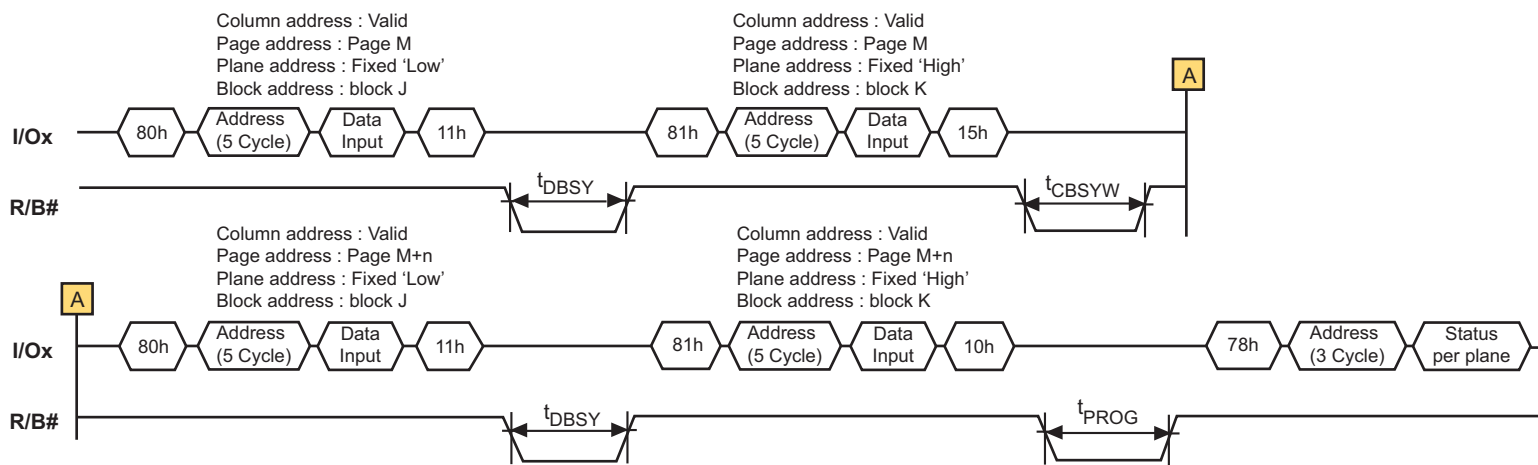 Column address : Valid
Page address : Page M
Plane address : Fixed ‘Low’
Block address : block J
Column address : Valid
Page address : Page M
Plane address : Fixed ‘High’
Block address : block K
A
I/Ox
80h
Address
(5 Cycle)
Data
Input
11h
81h
Address
(5 Cycle)
Data
Input
15h
R/B#
tDBSY
tCBSYW
Column address : Valid
Page address : Page M+n
Plane address : Fixed ‘Low’
Block address : block J
Column address : Valid
Page address : Page M+n
Plane address : Fixed ‘High’
Block address : block K
A
I/Ox
80h
Address
(5 Cycle)
Data
Input
11h
81h
Address
(5 Cycle)
Data
Input
10h
78h
Address
(3 Cycle)
Status
per plane
R/B#
tDBSY
tPROG